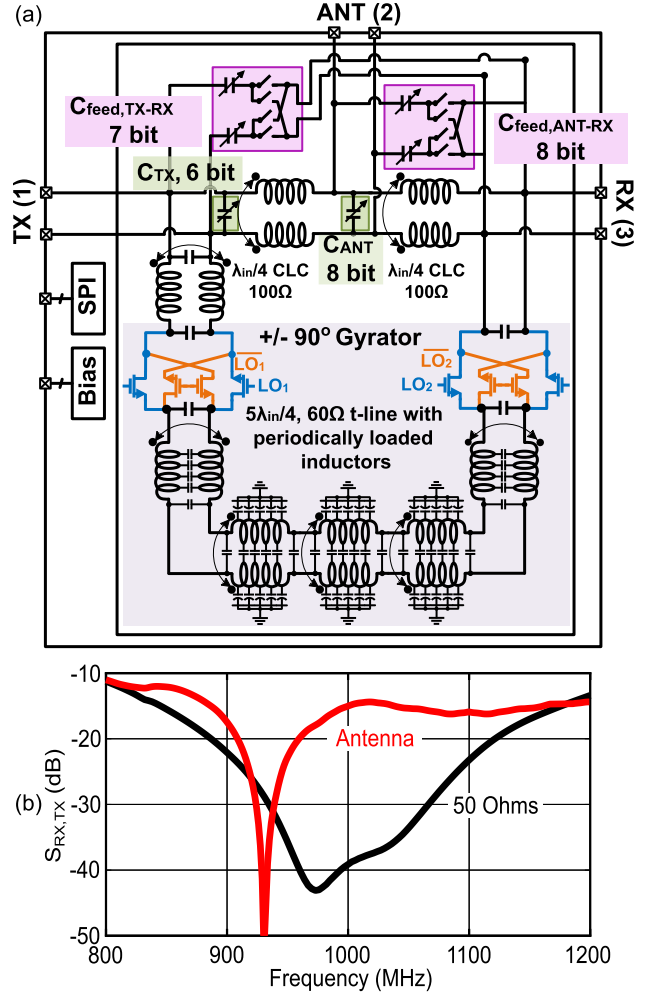 (a)
ANT (2)
Cfeed,TX-RX
7 bit
Cfeed,ANT-RX
8 bit
CTX, 6 bit
TX (1)
RX (3)
CANT
8 bit
λin/4 CLC
100Ω
λin/4 CLC
100Ω
SPI
Bias
+/- 90º Gyrator
LO1
LO1
LO2
LO2
5λin/4, 60Ω t-line with
periodically loaded
inductors
(b)
SRX,TX (dB)
-10
-20
-30
-40
-50
Antenna
50 Ohms
800 900 1000 1100 1200
Frequency (MHz)